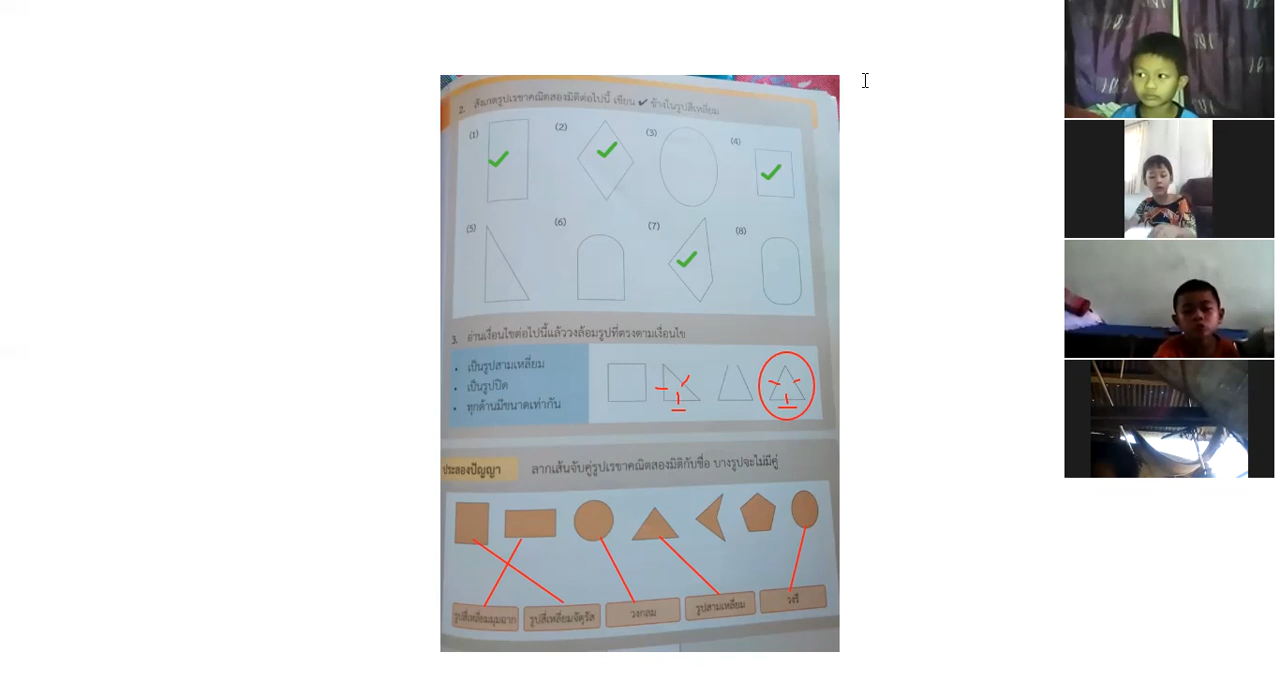 2. สังเกตรูปเรขาคณิตสองมิติต่อไปนี้ เขียน ✔ ข้างในรูปสี่เหลี่ยม
(1) (2) (3) (4)
(5) (6) (7) (8)
3. อ่านเงื่อนไขต่อไปนี้แล้ววงล้อมรูปที่ตรงตามเงื่อนไข
• เป็นรูปสามเหลี่ยม
• เป็นรูปปิด
• ทุกด้านมีขนาดเท่ากัน
ประลองปัญญา ลากเส้นจับคู่รูปเรขาคณิตสองมิติกับชื่อ บางรูปจะไม่มีคู่
รูปสี่เหลี่ยมมุมฉาก รูปสี่เหลี่ยมจัตุรัส วงกลม รูปสามเหลี่ยม วงรี